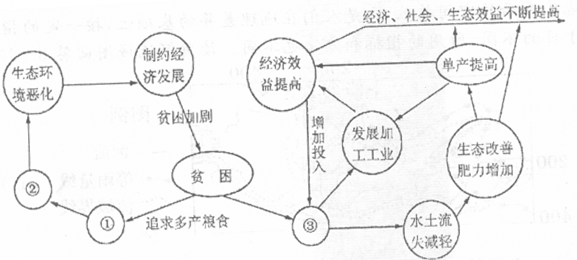 经济、社会、生态效益不断提高
制约经
济发展
生态环
境恶化
经济效
益提高
单产提高
贫困加剧
增加投入
发展加
工工业
生态改善
肥力增加
贫 困
②
①
追求多产粮食
③
水土流
失减轻
200
400